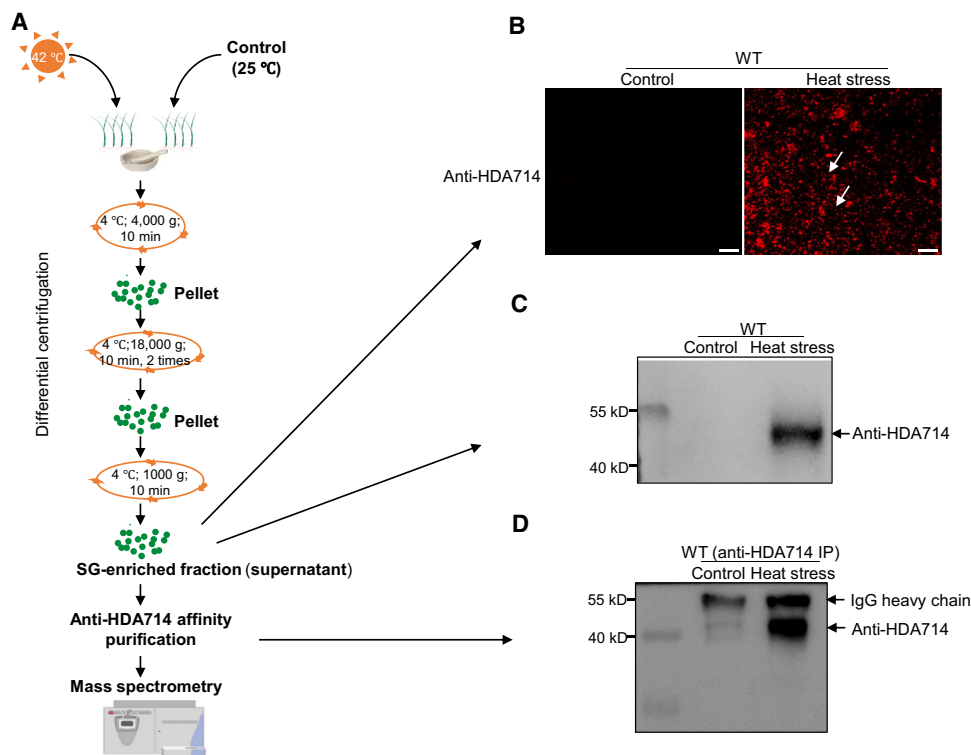 A
42 ℃
Control
(25 ℃)
Differential centrifugation
4 ℃; 4,000 g;
10 min
Pellet
4 ℃;18,000 g;
10 min, 2 times
Pellet
4 ℃; 1000 g;
10 min
SG-enriched fraction (supernatant)
Anti-HDA714 affinity
purification
Mass spectrometry
B
WT
Control Heat stress
Anti-HDA714
C
WT
Control Heat stress
55 kD
Anti-HDA714
40 kD
D
WT (anti-HDA714 IP)
Control Heat stress
55 kD
IgG heavy chain
Anti-HDA714
40 kD